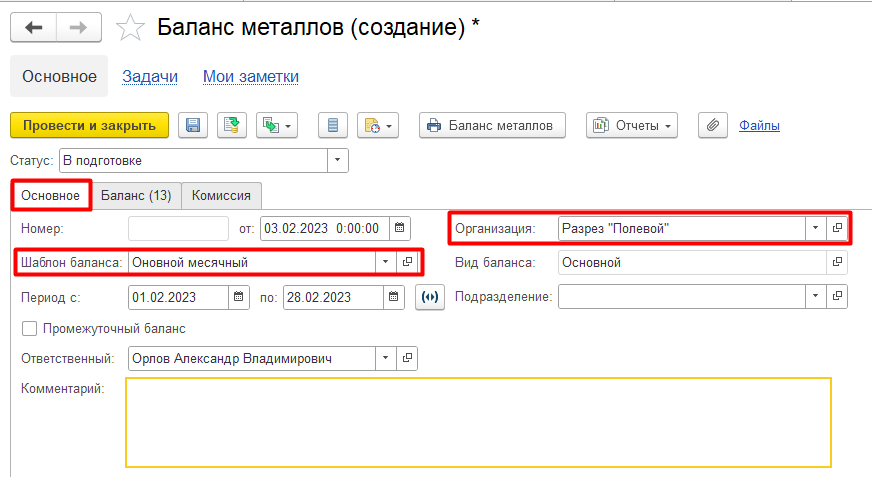 Баланс металлов (создание) *
Основное Задачи Мои заметки
Провести и закрыть Баланс металлов Отчеты Файлы
Статус: В подготовке
Основное Баланс (13) Комиссия
Номер: от: 03.02.2023 0:00:00 Организация: Разрез "Полевой"
Шаблон баланса: Оновной месячный Вид баланса: Основной
Период с: 01.02.2023 по: 28.02.2023 Подразделение:
Промежуточный баланс
Ответственный: Орлов Александр Владимирович
Комментарий: